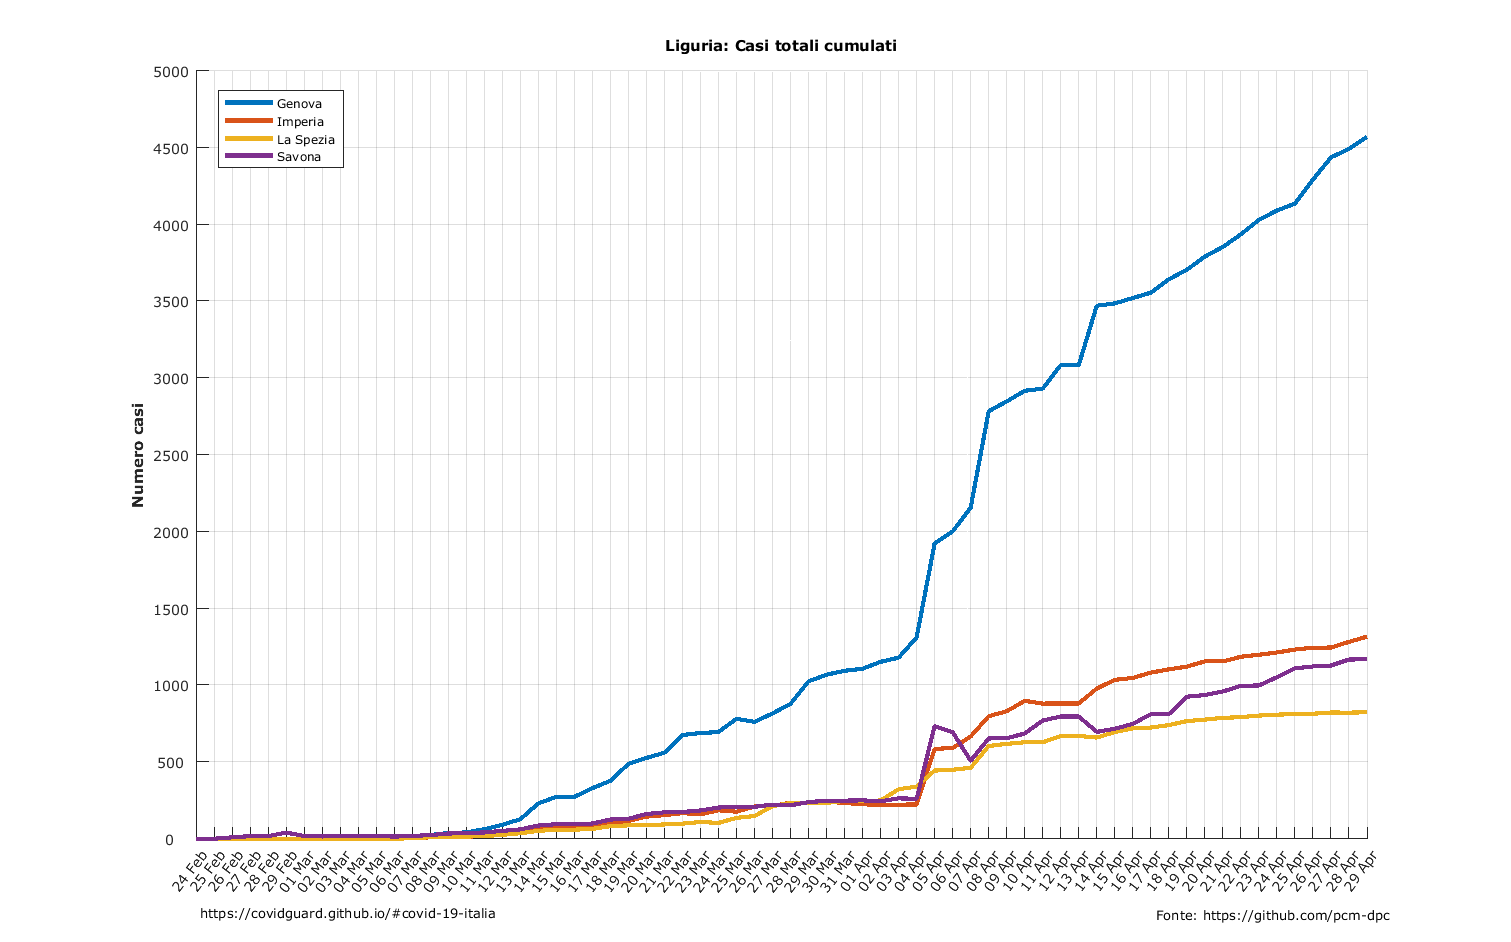 Liguria: Casi totali cumulati
5000
4500
4000
3500
3000
2500
2000
1500
1000
500
0
Numero casi
Genova
Imperia
La Spezia
Savona
24 Feb
25 Feb
26 Feb
27 Feb
28 Feb
29 Feb
01 Mar
02 Mar
03 Mar
04 Mar
05 Mar
06 Mar
07 Mar
08 Mar
09 Mar
10 Mar
11 Mar
12 Mar
13 Mar
14 Mar
15 Mar
16 Mar
17 Mar
18 Mar
19 Mar
20 Mar
21 Mar
22 Mar
23 Mar
24 Mar
25 Mar
26 Mar
27 Mar
28 Mar
29 Mar
30 Mar
31 Mar
01 Apr
02 Apr
03 Apr
04 Apr
05 Apr
06 Apr
07 Apr
08 Apr
09 Apr
10 Apr
11 Apr
12 Apr
13 Apr
14 Apr
15 Apr
16 Apr
17 Apr
18 Apr
19 Apr
20 Apr
21 Apr
22 Apr
23 Apr
24 Apr
25 Apr
26 Apr
27 Apr
28 Apr
29 Apr
https://covidguard.github.io/#covid-19-italia
Fonte: https://github.com/pcm-dpc